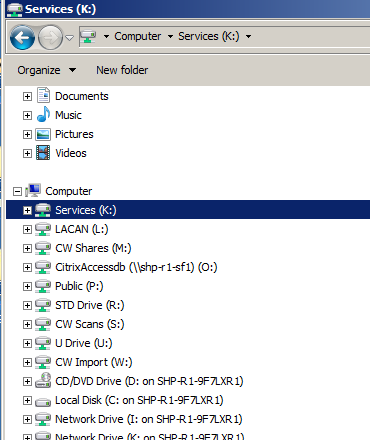 Services (K:)
Computer Services (K:)
Organize New folder
Documents
Music
Pictures
Videos
Computer
Services (K:)
LACAN (L:)
CW Shares (M:)
CitrixAccessdb (\\shp-r1-sf1) (O:)
Public (P:)
STD Drive (R:)
CW Scans (S:)
U Drive (U:)
CW Import (W:)
CD/DVD Drive (D: on SHP-R1-9F7LXR1)
Local Disk (C: on SHP-R1-9F7LXR1)
Network Drive (I: on SHP-R1-9F7LXR1)
Network Drive (K: on SHP-R1-9F7LXR1)